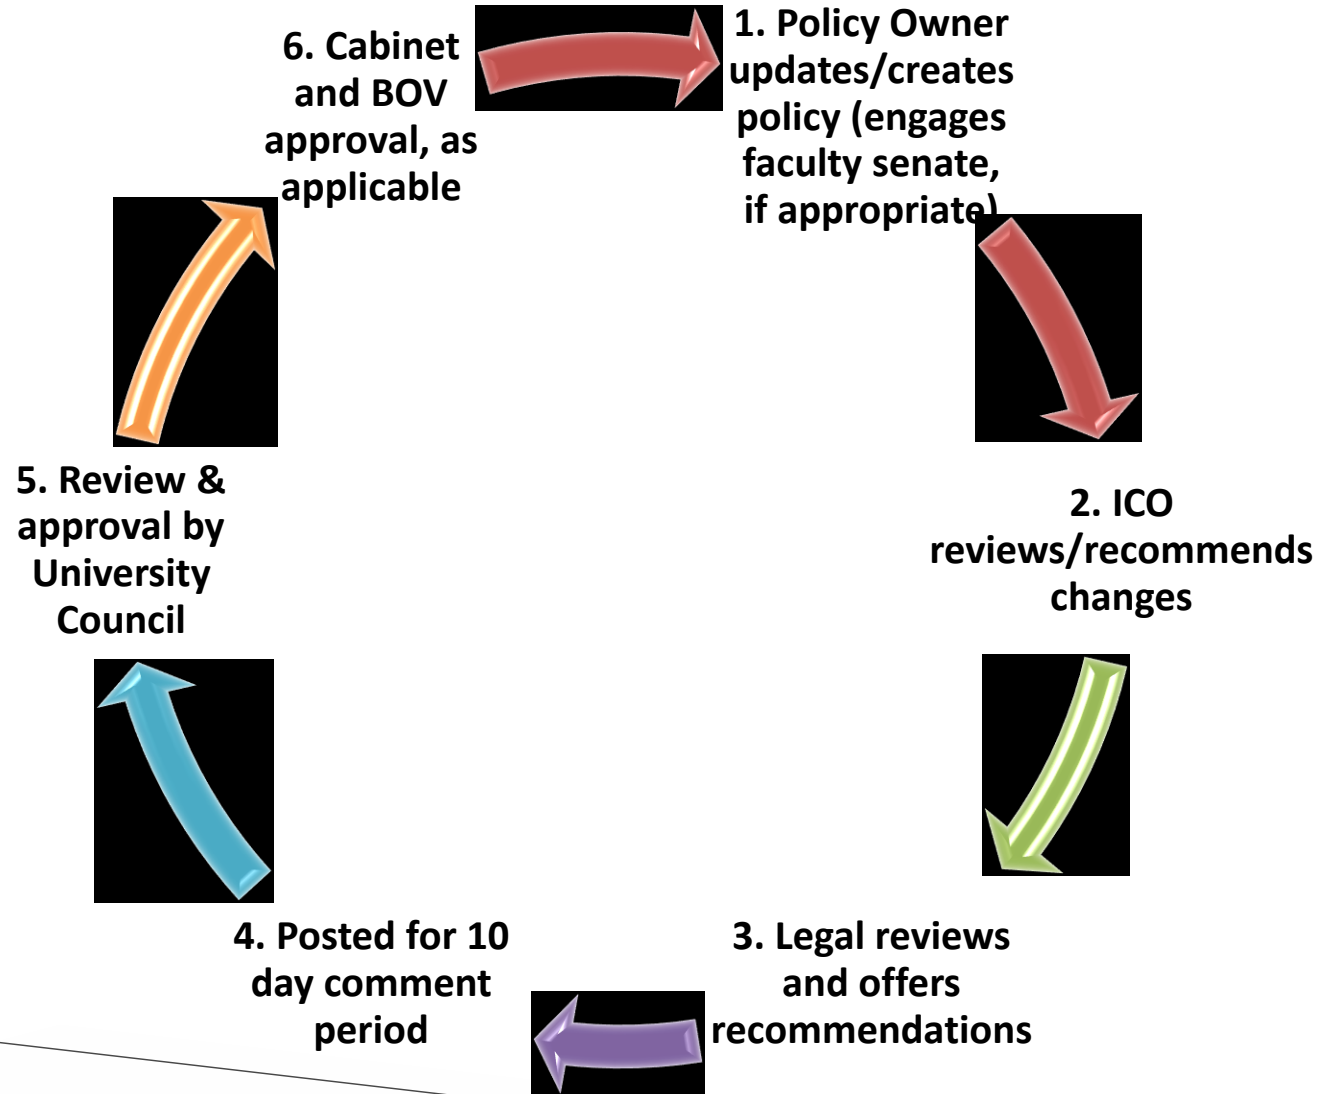 1. Policy Owner
updates/creates
policy (engages
faculty senate,
if appropriate)
2. ICO
reviews/recommends
changes
3. Legal reviews
and offers
recommendations
4. Posted for 10
day comment
period
5. Review &
approval by
University
Council
6. Cabinet
and BOV
approval, as
applicable